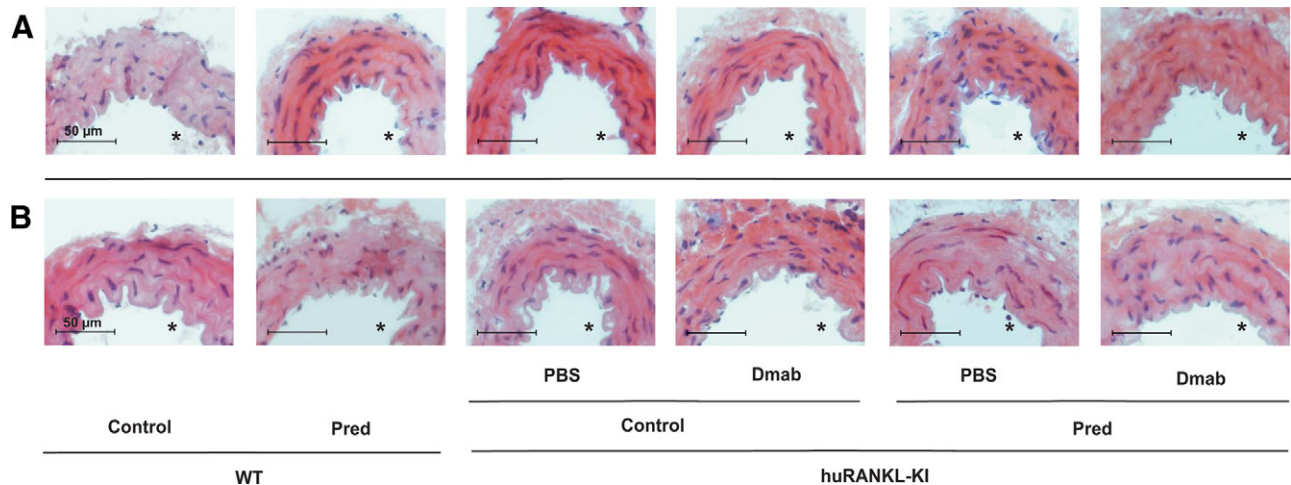 A
50 µm
* * * * * *
B
50 µm
* * * * * *
PBS Dmab PBS Dmab
Control Pred Control Pred
WT huRANKL-KI